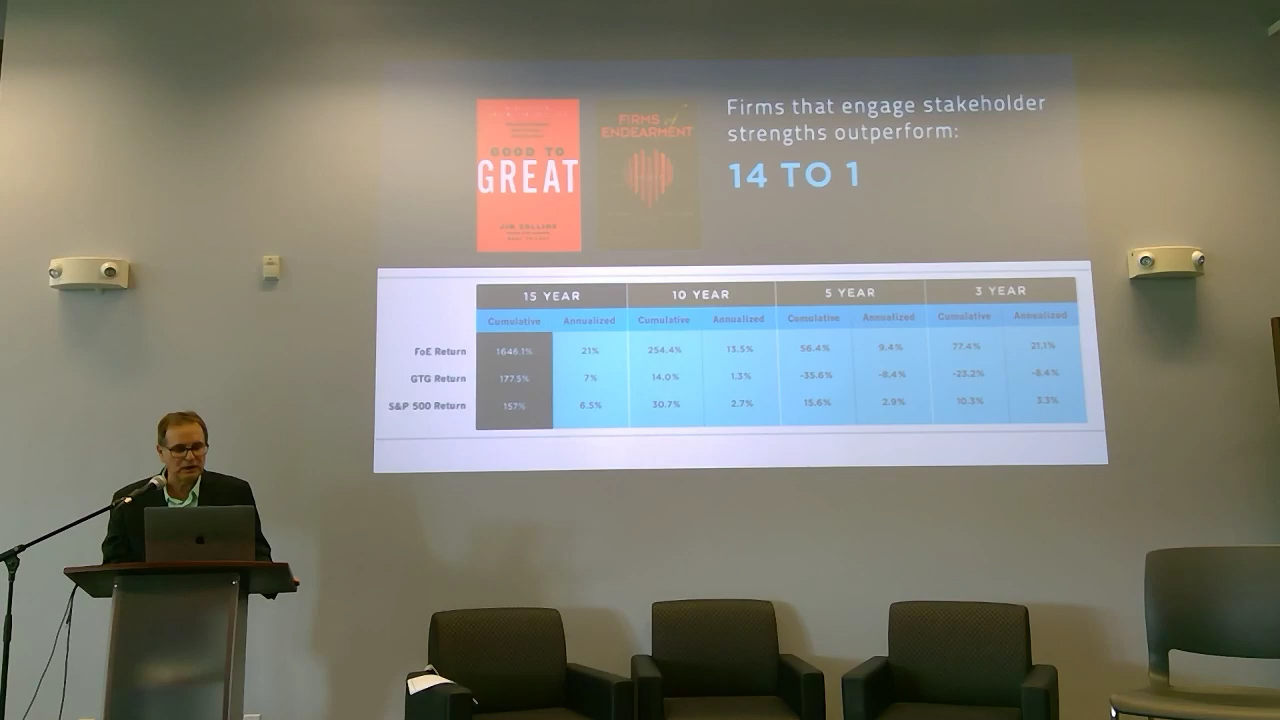 GOOD TO
GREAT
JIM COLLINS
FIRMS of
ENDEARMENT
Firms that engage stakeholder
strengths outperform:
14 TO 1
15 YEAR 10 YEAR 5 YEAR 3 YEAR
Cumulative Annualized Cumulative Annualized Cumulative Annualized Cumulative Annualized
FoE Return 1646.1% 21% 254.4% 13.5% 56.4% 9.4% 77.4% 21.1%
GTG Return 177.5% 7% 14.0% 1.3% -35.6% -8.4% -23.2% -8.4%
S&P 500 Return 157% 6.5% 30.7% 2.7% 15.6% 2.9% 10.3% 3.3%